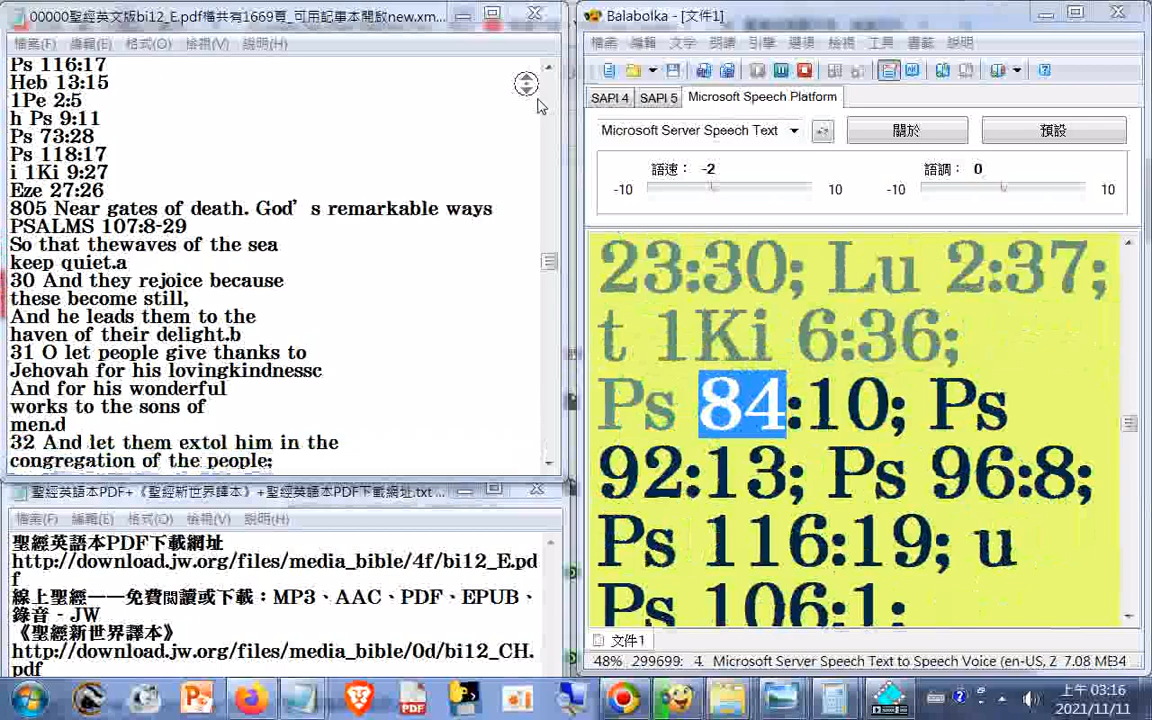 00000聖經英文版bi12_E.pdf檔共有1669頁_可用記事本開啟new.xm...
檔案(F) 編輯(E) 格式(O) 檢視(V) 說明(H)
Ps 116:17
Heb 13:15
1Pe 2:5
h Ps 9:11
Ps 73:28
Ps 118:17
i 1Ki 9:27
Eze 27:26
805 Near gates of death. God’s remarkable ways
PSALMS 107:8-29
So that thewaves of the sea
keep quiet.a
30 And they rejoice because
these become still,
And he leads them to the
haven of their delight.b
31 O let people give thanks to
Jehovah for his lovingkindnessc
And for his wonderful
works to the sons of
men.d
32 And let them extol him in the
congregation of the people;
聖經英語本PDF+《聖經新世界譯本》+聖經英語本PDF下載網址.txt ...
檔案(F) 編輯(E) 格式(O) 檢視(V) 說明(H)
聖經英語本PDF下載網址
http://download.jw.org/files/media_bible/4f/bi12_E.pd
f
線上聖經——免費閱讀或下載：MP3、AAC、PDF、EPUB、
錄音 - JW
《聖經新世界譯本》
http://download.jw.org/files/media_bible/0d/bi12_CH.
pdf
Balabolka - [文件1]
檔案 編輯 文字 朗讀 引擎 選項 檢視 工具 書籤 說明
SAPI 4 SAPI 5 Microsoft Speech Platform
Microsoft Server Speech Text 關於 預設
語速： -2 語調： 0
-10 10 -10 10
23:30; Lu 2:37;
t 1Ki 6:36;
Ps 84:10; Ps
92:13; Ps 96:8;
Ps 116:19; u
Ps 106:1;
文件1
48% 299699: 4. Microsoft Server Speech Text to Speech Voice (en-US, Z 7.08 MB4
PDF
上午 03:16
2021/11/11